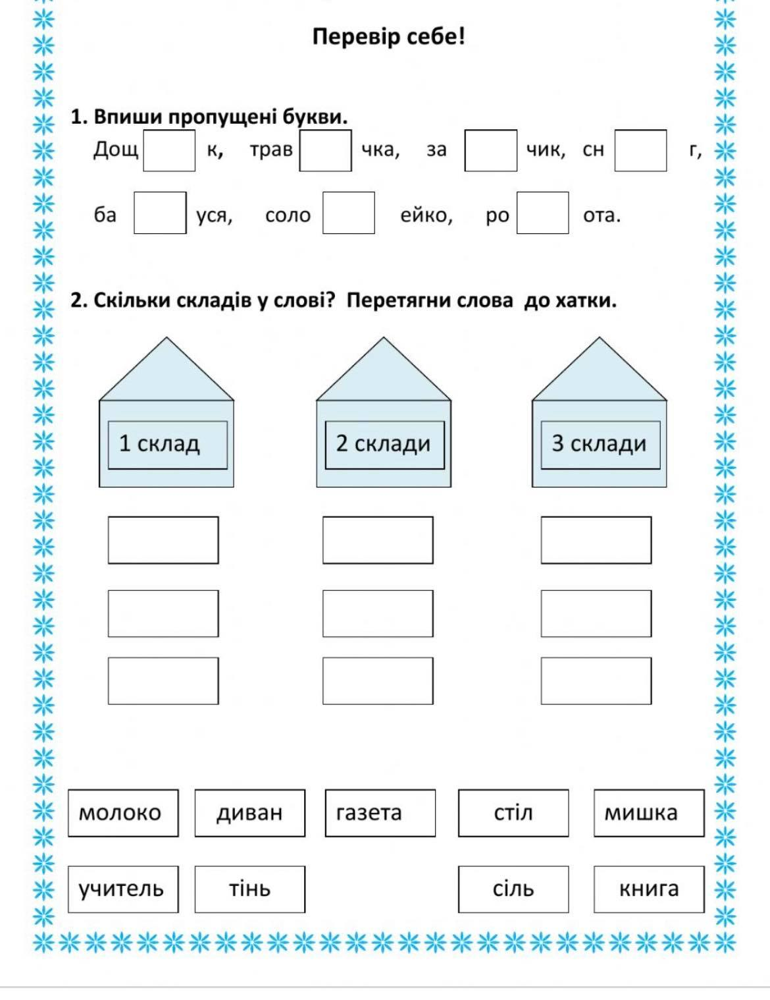 Перевір себе!
1. Впиши пропущені букви.
Дощ к, трав чка, за чик, сн г,
ба уся, соло ейко, ро ота.
2. Скільки складів у слові? Перетягни слова до хатки.
1 склад 2 склади 3 склади
молоко диван газета стіл мишка
учитель тінь сіль книга